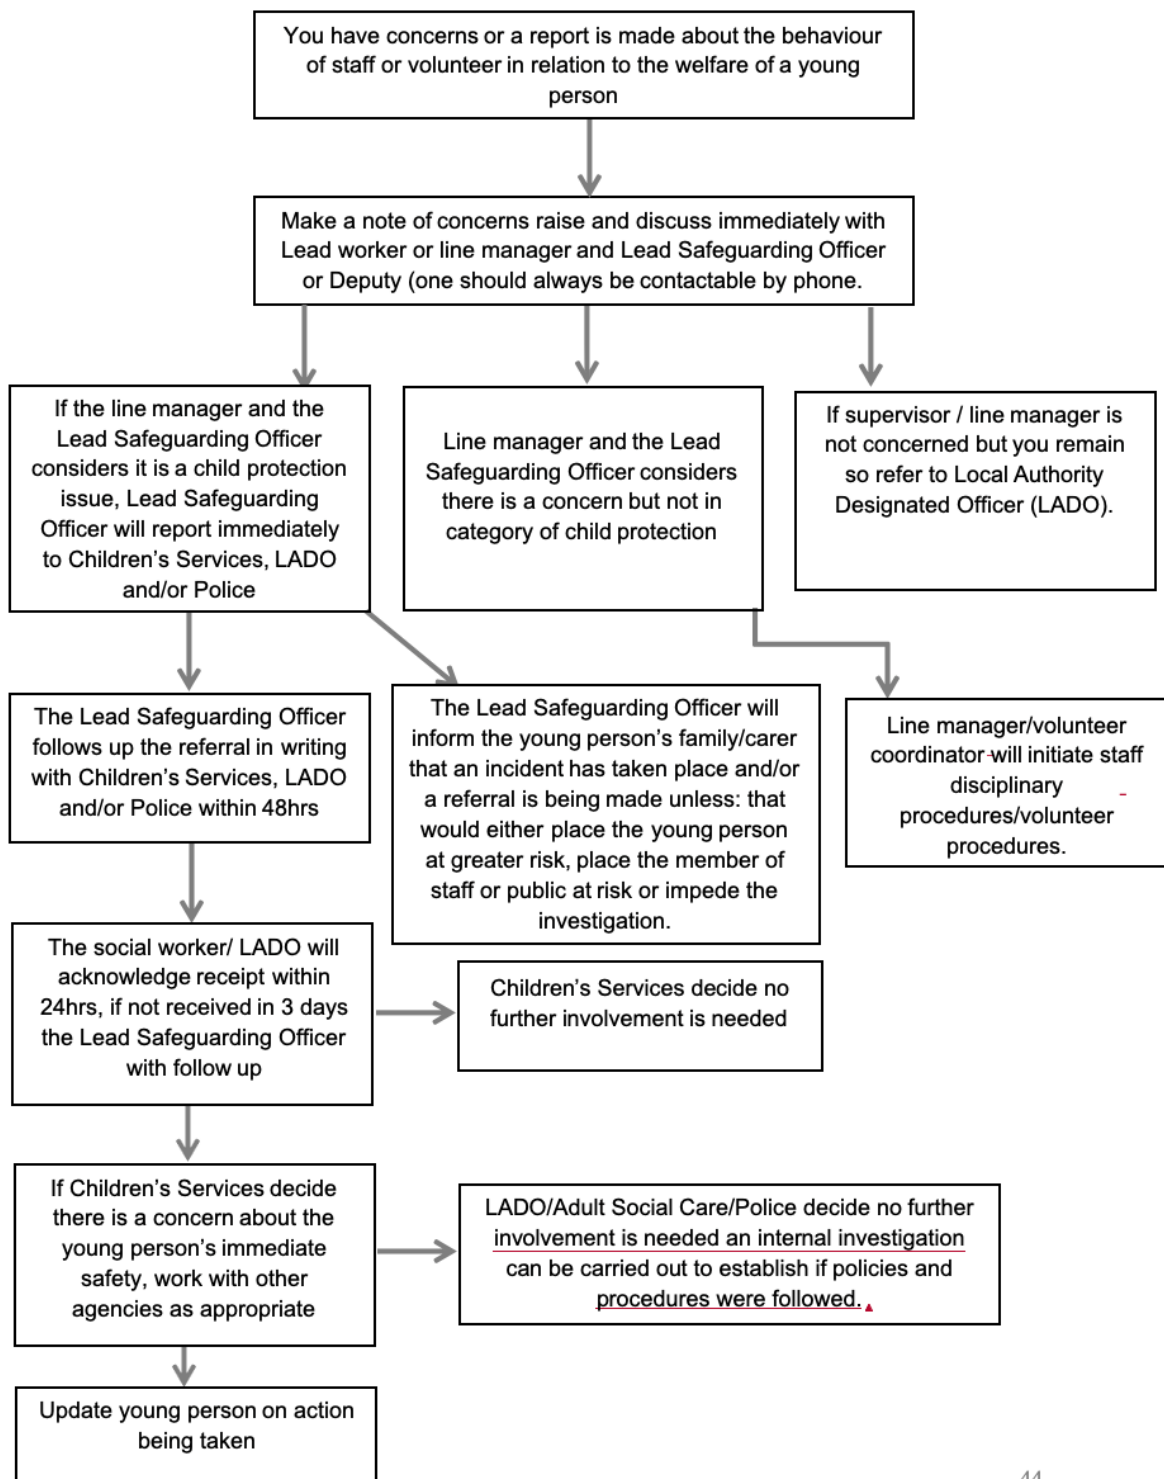 You have concerns or a report is made about the behaviour
of staff or volunteer in relation to the welfare of a young
person
Make a note of concerns raise and discuss immediately with
Lead worker or line manager and Lead Safeguarding Officer
or Deputy (one should always be contactable by phone.
If the line manager and the
Lead Safeguarding Officer
considers it is a child protection
issue, Lead Safeguarding
Officer will report immediately
to Children’s Services, LADO
and/or Police
Line manager and the Lead
Safeguarding Officer considers
there is a concern but not in
category of child protection
If supervisor / line manager is
not concerned but you remain
so refer to Local Authority
Designated Officer (LADO).
The Lead Safeguarding Officer
follows up the referral in writing
with Children’s Services, LADO
and/or Police within 48hrs
The Lead Safeguarding Officer will
inform the young person’s family/carer
that an incident has taken place and/or
a referral is being made unless: that
would either place the young person
at greater risk, place the member of
staff or public at risk or impede the
investigation.
Line manager/volunteer
coordinator will initiate staff
disciplinary
procedures/volunteer
procedures.
The social worker/ LADO will
acknowledge receipt within
24hrs, if not received in 3 days
the Lead Safeguarding Officer
with follow up
Children’s Services decide no
further involvement is needed
If Children’s Services decide
there is a concern about the
young person’s immediate
safety, work with other
agencies as appropriate
LADO/Adult Social Care/Police decide no further
involvement is needed an internal investigation
can be carried out to establish if policies and
procedures were followed.
Update young person on action
being taken
44